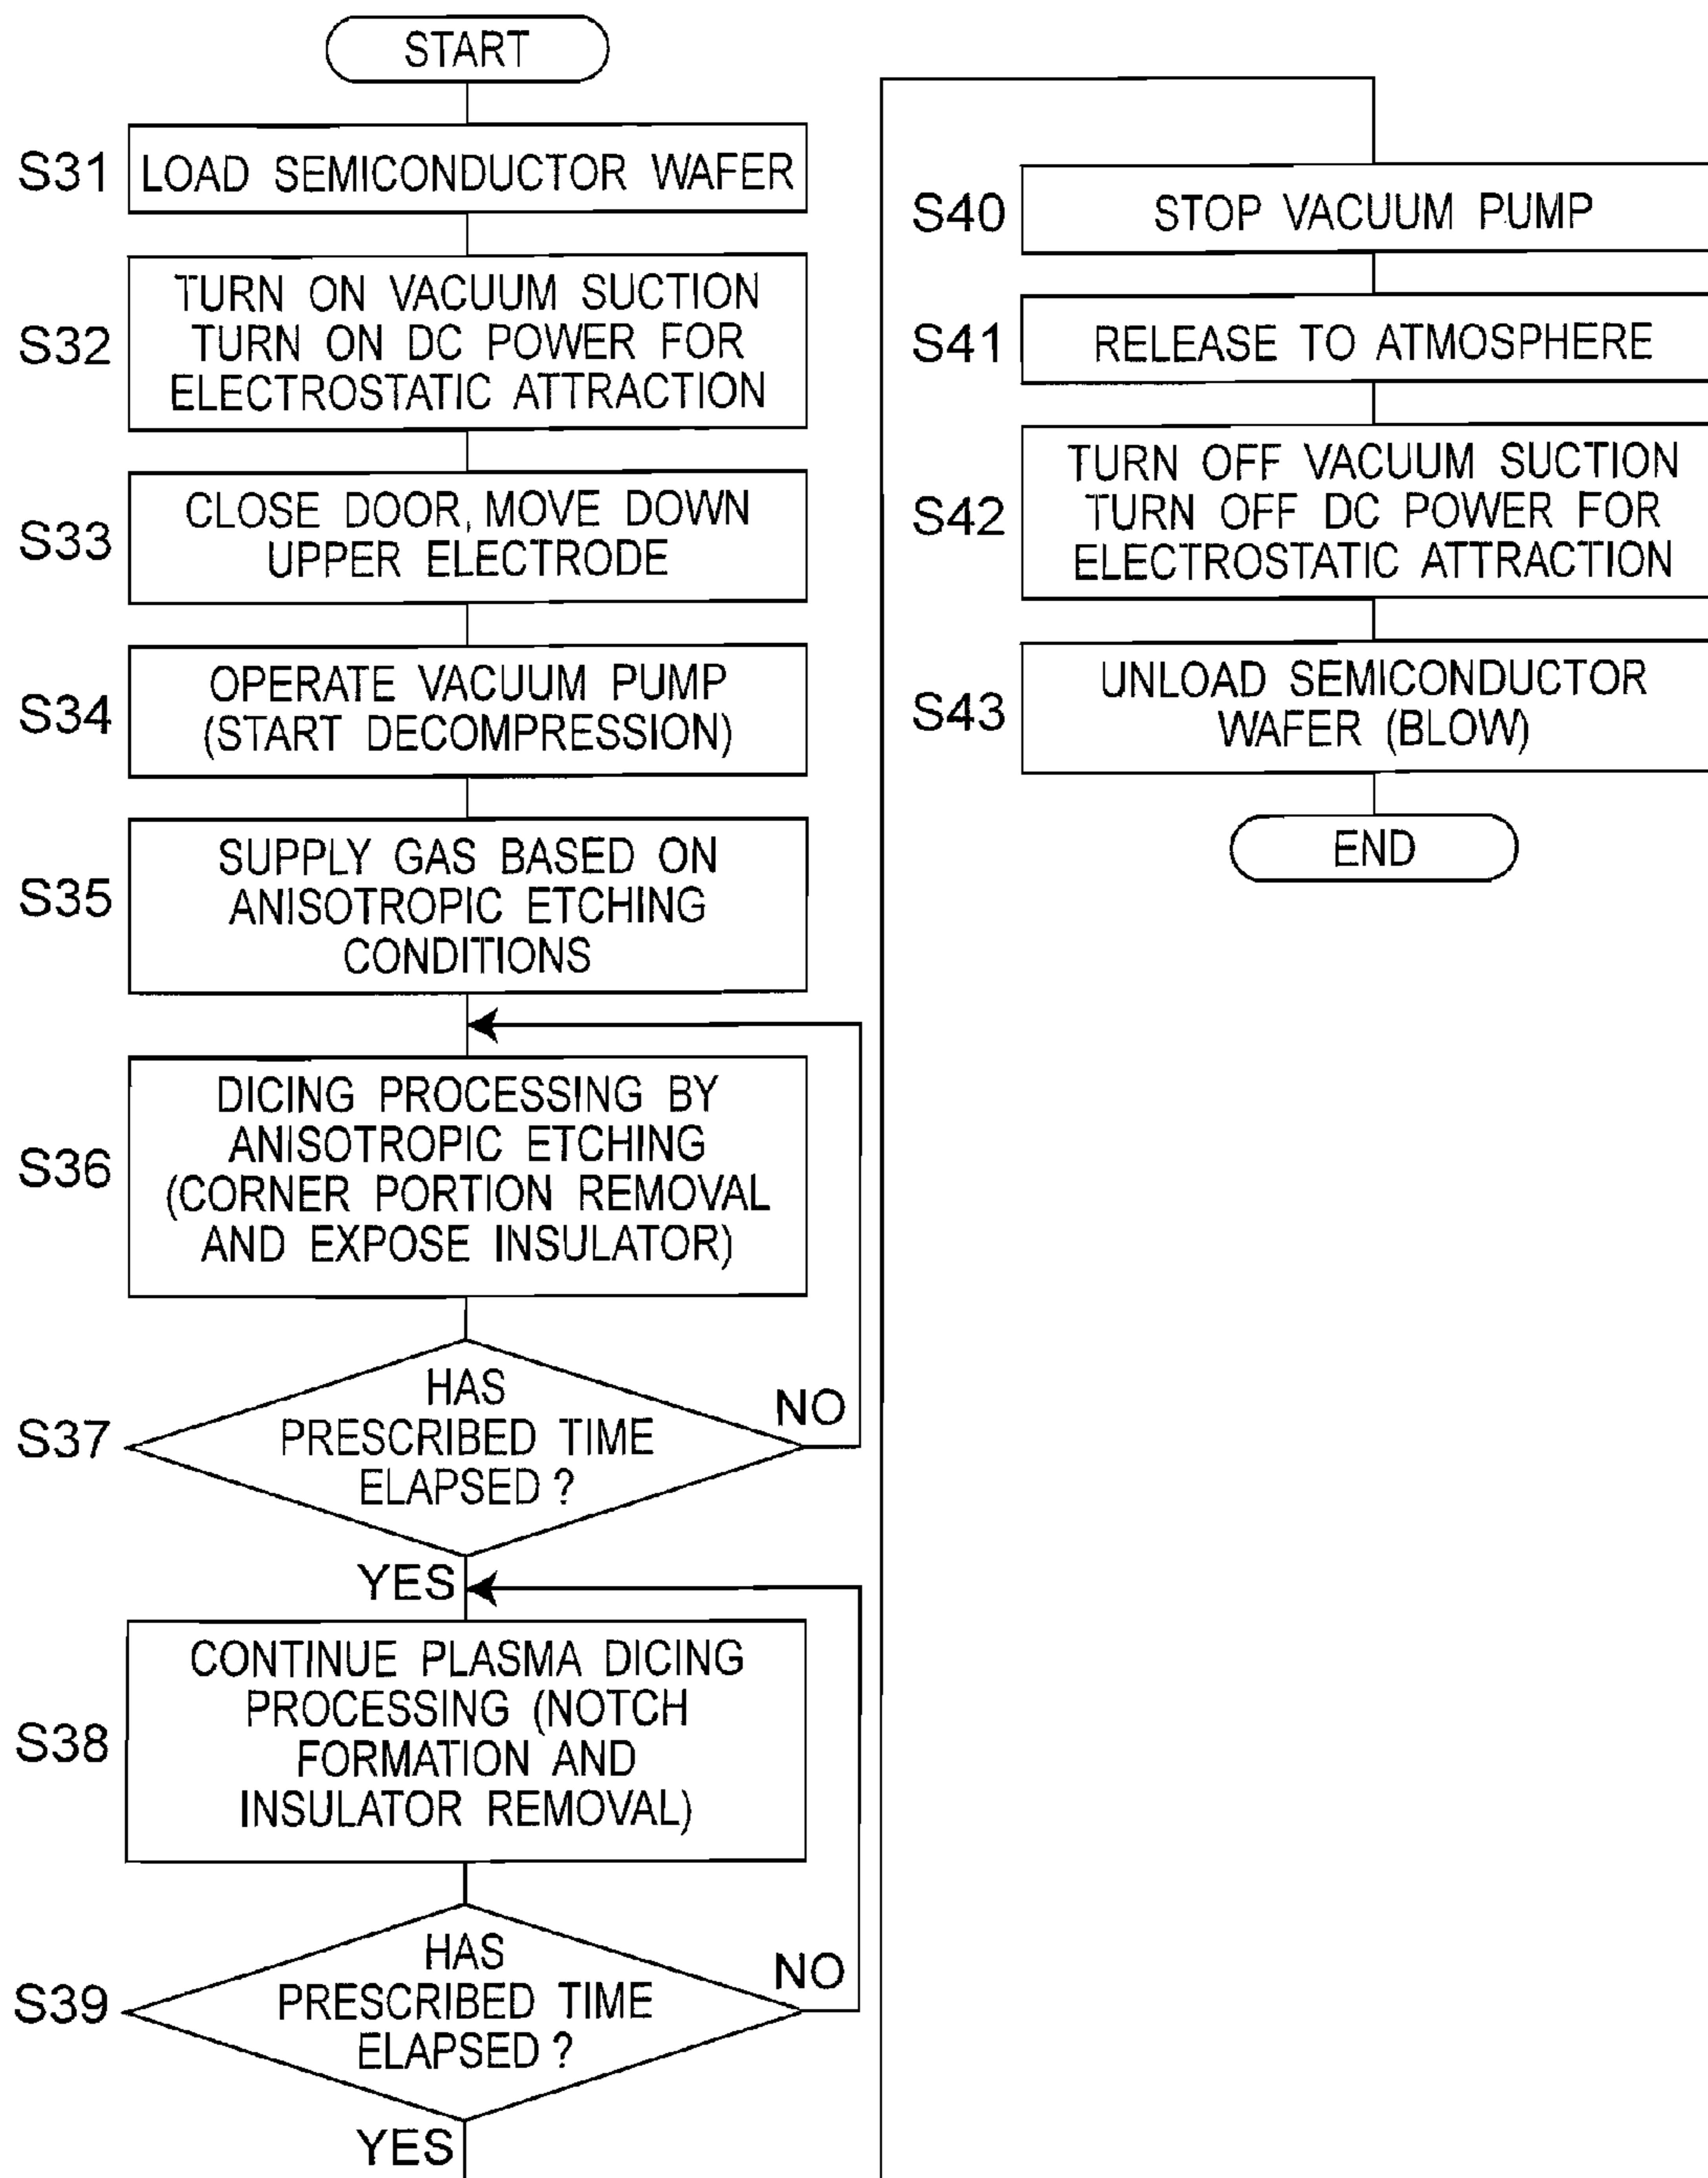 START
S31
LOAD SEMICONDUCTOR WAFER
S32
TURN ON VACUUM SUCTION
TURN ON DC POWER FOR
ELECTROSTATIC ATTRACTION
S33
CLOSE DOOR, MOVE DOWN
UPPER ELECTRODE
S34
OPERATE VACUUM PUMP
(START DECOMPRESSION)
S35
SUPPLY GAS BASED ON
ANISOTROPIC ETCHING
CONDITIONS
S36
DICING PROCESSING BY
ANISOTROPIC ETCHING
(CORNER PORTION REMOVAL
AND EXPOSE INSULATOR)
S37
HAS
PRESCRIBED TIME
ELAPSED ?
NO
YES
S38
CONTINUE PLASMA DICING
PROCESSING (NOTCH
FORMATION AND
INSULATOR REMOVAL)
S39
HAS
PRESCRIBED TIME
ELAPSED ?
NO
YES
S40
STOP VACUUM PUMP
S41
RELEASE TO ATMOSPHERE
S42
TURN OFF VACUUM SUCTION
TURN OFF DC POWER FOR
ELECTROSTATIC ATTRACTION
S43
UNLOAD SEMICONDUCTOR
WAFER (BLOW)
END